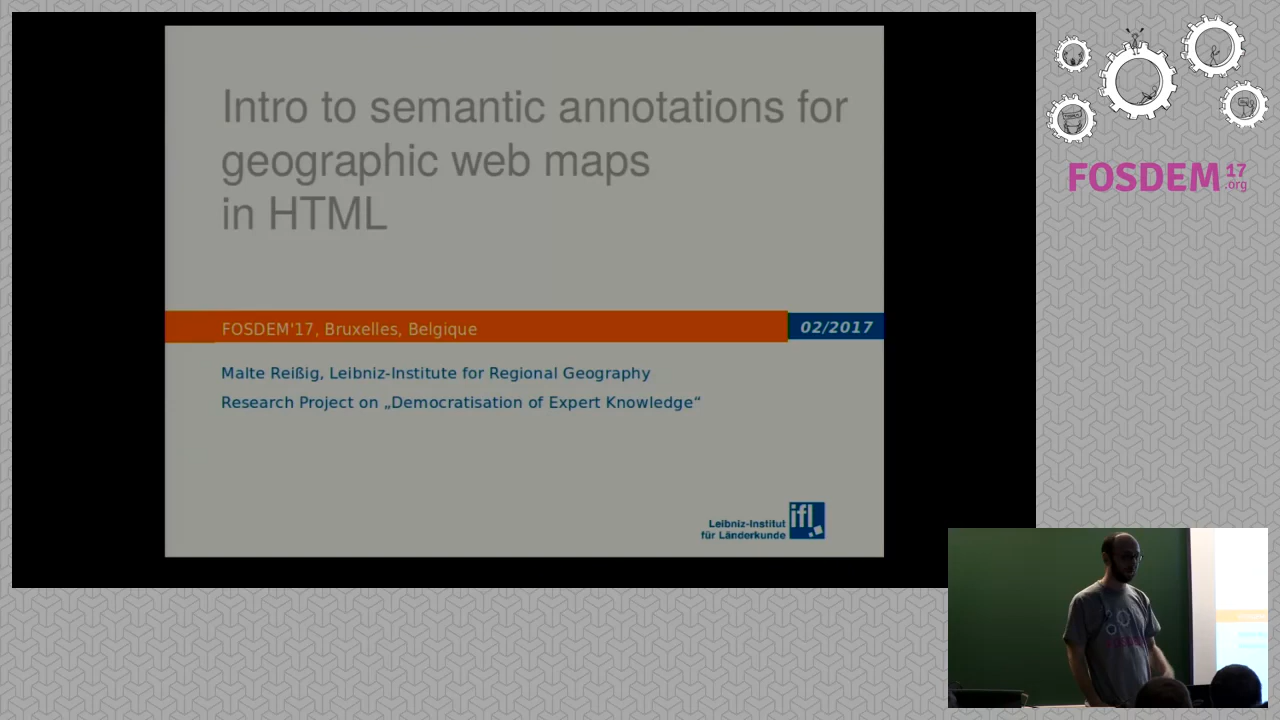 Intro to semantic annotations for
geographic web maps
in HTML
FOSDEM'17, Bruxelles, Belgique
02/2017
Malte Reißig, Leibniz-Institute for Regional Geography
Research Project on „Democratisation of Expert Knowledge“
Leibniz-Institut
für Länderkunde
ifl
FOSDEM 17
.org